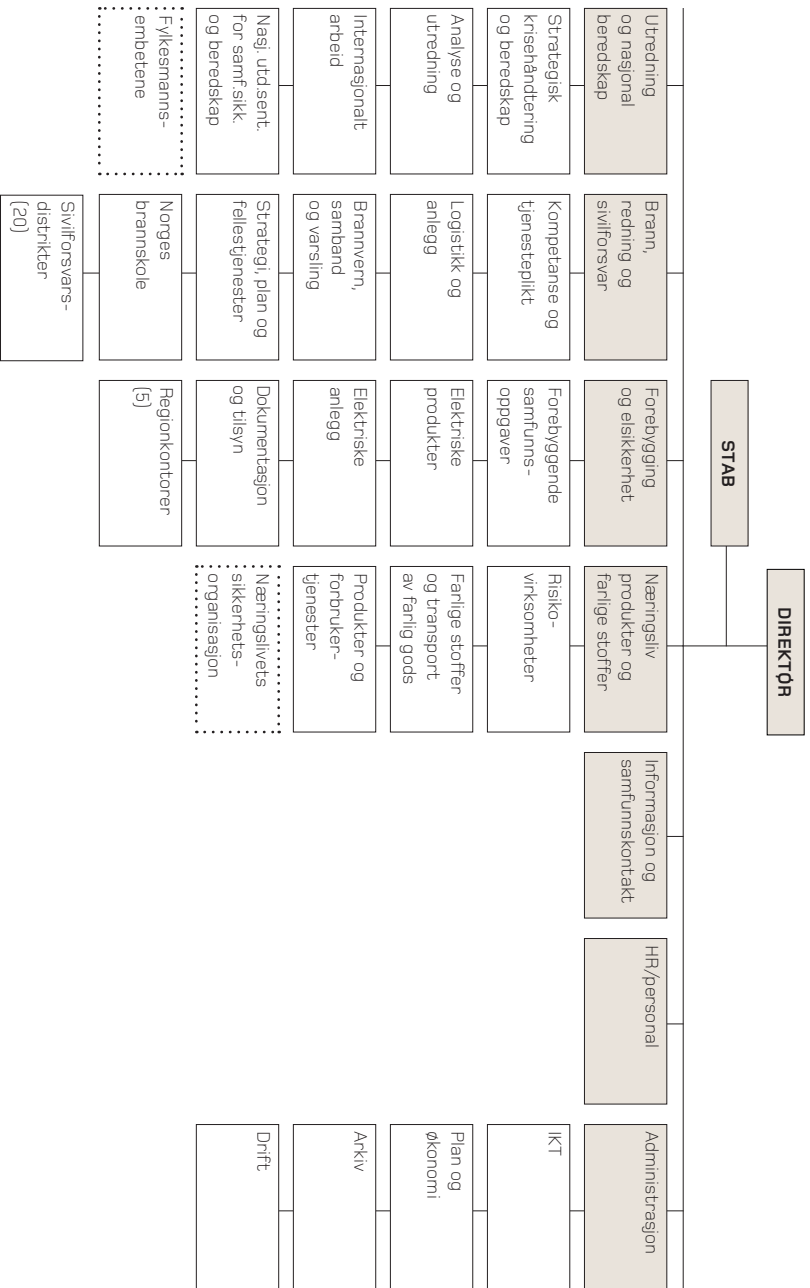 DIREKTØR
STAB
Utredning
og nasjonal
beredskap
Strategisk
krisehåndtering
og beredskap
Analyse og
utredning
Internasjonalt
arbeid
Nasj. utd.sent.
for samf.sikk.
og beredskap
Fylkesmanns-
embetene
Brann,
redning og
sivilforsvar
Kompetanse og
tjenesteplikt
Logistikk og
anlegg
Brannvern,
samband
og varsling
Strategi, plan og
fellestjenester
Norges
brannskole
Sivilforsvars-
distrikter
(20)
Forebygging
og elsikkerhet
Forebyggende
samfunns-
oppgaver
Elektriske
produkter
Elektriske
anlegg
Dokumentasjon
og tilsyn
Regionkontorer
(5)
Næringsliv
produkter og
farlige stoffer
Risiko-
virksomheter
Farlige stoffer
og transport
av farlig gods
Produkter og
forbruker-
tjenester
Næringslivets
sikkerhets-
organisasjon
Informasjon og
samfunnskontakt
HR/personal
Administrasjon
IKT
Plan og
økonomi
Arkiv
Drift